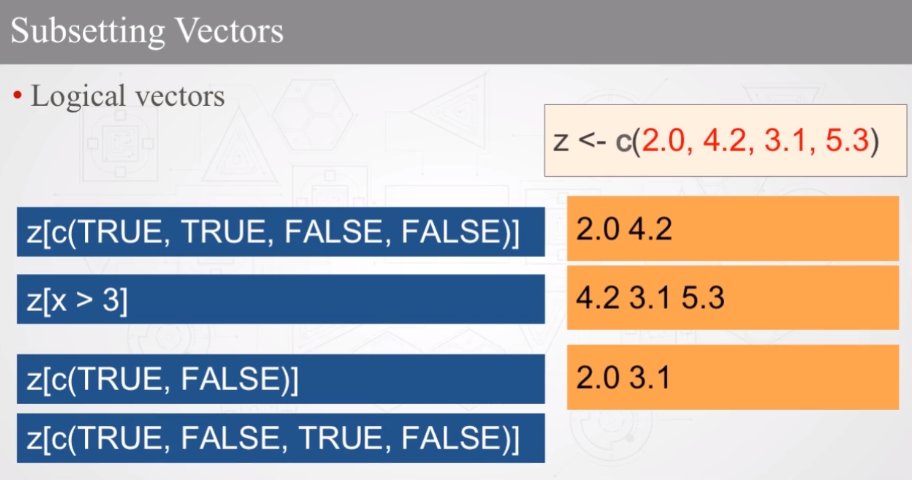 Subsetting Vectors
• Logical vectors
z <- c(2.0, 4.2, 3.1, 5.3)
z[c(TRUE, TRUE, FALSE, FALSE)]
2.0 4.2
z[x > 3]
4.2 3.1 5.3
z[c(TRUE, FALSE)]
2.0 3.1
z[c(TRUE, FALSE, TRUE, FALSE)]